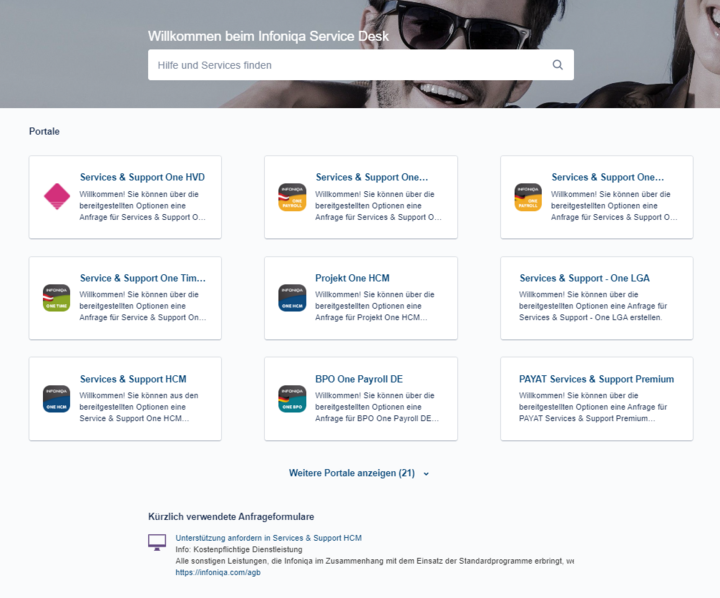 Willkommen beim Infoniqa Service Desk
Hilfe und Services finden
Portale
Services & Support One HVD
Willkommen! Sie können über die
bereitgestellten Optionen eine
Anfrage für Services & Support O...
INFONIQA
ONE
PAYROLL
Services & Support One...
Willkommen! Sie können über die
bereitgestellten Optionen eine
Anfrage für Services & Support O...
INFONIQA
ONE
PAYROLL
Services & Support One...
Willkommen! Sie können über die
bereitgestellten Optionen eine
Anfrage für Services & Support O...
INFONIQA
ONE TIME
Service & Support One Tim...
Willkommen! Sie können über die
bereitgestellten Optionen eine
Anfrage für Service & Support On...
INFONIQA
ONE HCM
Projekt One HCM
Willkommen! Sie können über die
bereitgestellten Optionen eine
Anfrage für Projekt One HCM...
Services & Support - One LGA
Willkommen! Sie können über die
bereitgestellten Optionen eine Anfrage für
Services & Support - One LGA erstellen.
INFONIQA
ONE HCM
Services & Support HCM
Willkommen! Sie können aus den
bereitgestellten Optionen eine
Service & Support One HCM...
INFONIQA
ONE BPO
BPO One Payroll DE
Willkommen! Sie können über die
bereitgestellten Optionen eine
Anfrage für BPO One Payroll DE...
PAYAT Services & Support Premium
Willkommen! Sie können über die
bereitgestellten Optionen eine Anfrage für
PAYAT Services & Support Premium...
Weitere Portale anzeigen (21)
Kürzlich verwendete Anfrageformulare
Unterstützung anfordern in Services & Support HCM
Info: Kostenpflichtige Dienstleistung
Alle sonstigen Leistungen, die Infoniqa im Zusammenhang mit dem Einsatz der Standardprogramme erbringt, we
https://infoniqa.com/agb